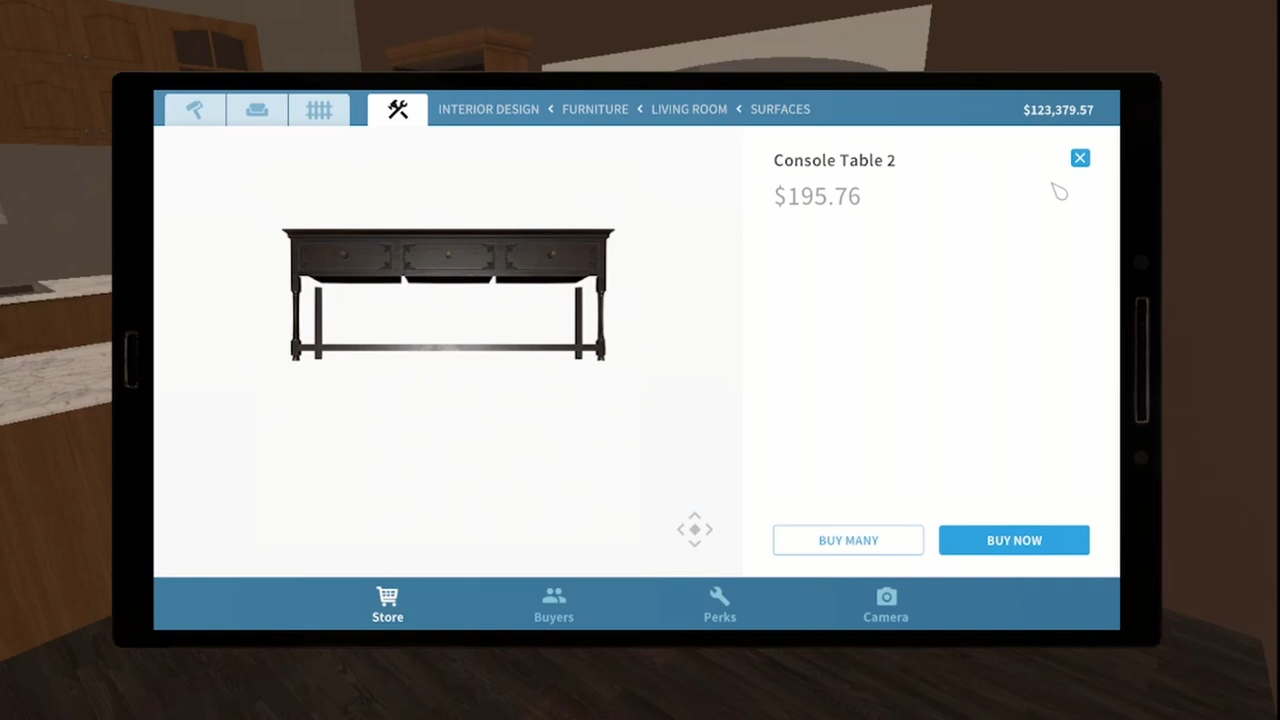 INTERIOR DESIGN < FURNITURE < LIVING ROOM < SURFACES
$123,379.57
Console Table 2
$195.76
BUY MANY
BUY NOW
Store
Buyers
Perks
Camera